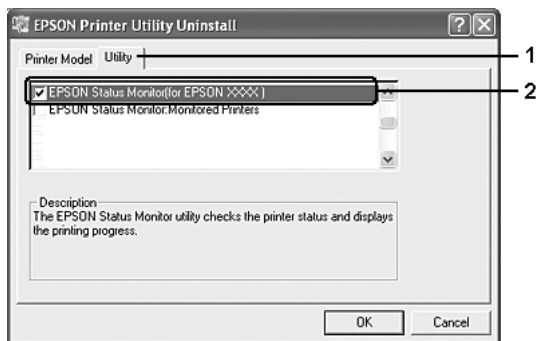 EPSON Printer Utility Uninstall
Printer Model Utility
1
EPSON Status Monitor(for EPSON XXXX )
2
EPSON Status Monitor:Monitored Printers
Description
The EPSON Status Monitor utility checks the printer status and displays
the printing progress.
OK Cancel